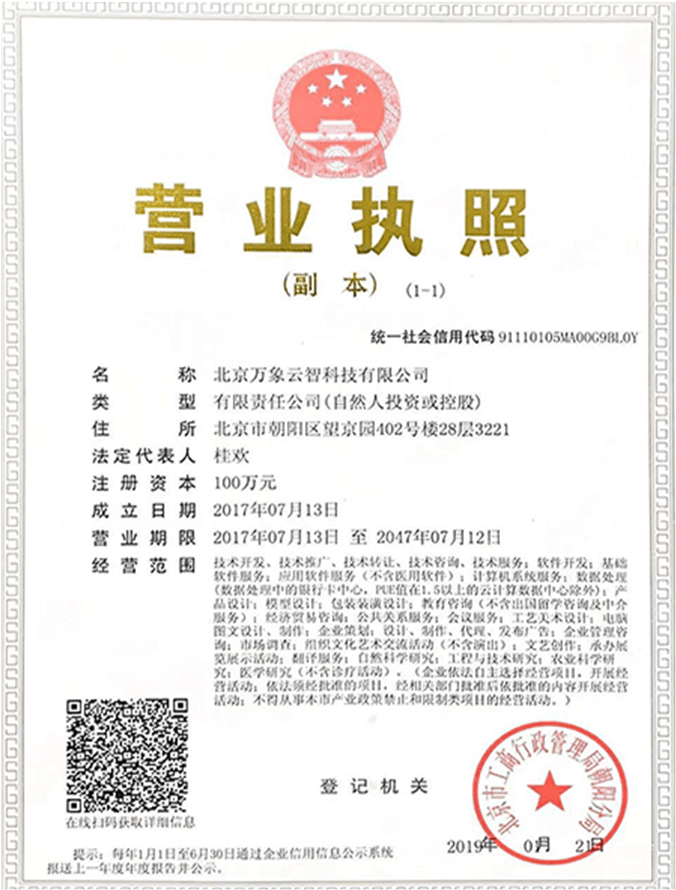 营业执照
(副 本) (1-1)
统一社会信用代码 91110105MA00G9BL0Y
名 称 北京万象云智科技有限公司
类 型 有限责任公司(自然人投资或控股)
住 所 北京市朝阳区望京园402号楼28层3221
法定代表人 桂欢
注册资本 100万元
成立日期 2017年07月13日
营业期限 2017年07月13日 至 2047年07月12日
经营范围 技术开发、技术推广、技术转让、技术咨询、技术服务；软件开发；基础
软件服务；应用软件服务（不含医用软件）；计算机系统服务；数据处理
(数据处理中的银行卡中心，PUE值在1.5以上的云计算数据中心除外)；产
品设计；模型设计；包装装潢设计；教育咨询（不含出国留学咨询及中介
服务）；经济贸易咨询；公共关系服务；会议服务；工艺美术设计；电脑
图文设计、制作；企业策划；设计、制作、代理、发布广告；企业管理咨
询；市场调查；组织文化艺术交流活动（不含演出）；文艺创作；承办展
览展示活动；翻译服务；自然科学研究；工程与技术研究；农业科学研
究；医学研究（不含诊疗活动）。（企业依法自主选择经营项目，开展经
营活动；依法须经批准的项目，经相关部门批准后依批准的内容开展经营
活动；不得从事本市产业政策禁止和限制类项目的经营活动。）
在线扫码获取详细信息
登记机关
北京市工商行政管理局朝阳分局
2019年 01月 21日
提示：每年1月1日至6月30日通过企业信用信息公示系统
报送上一年度年度报告并公示。